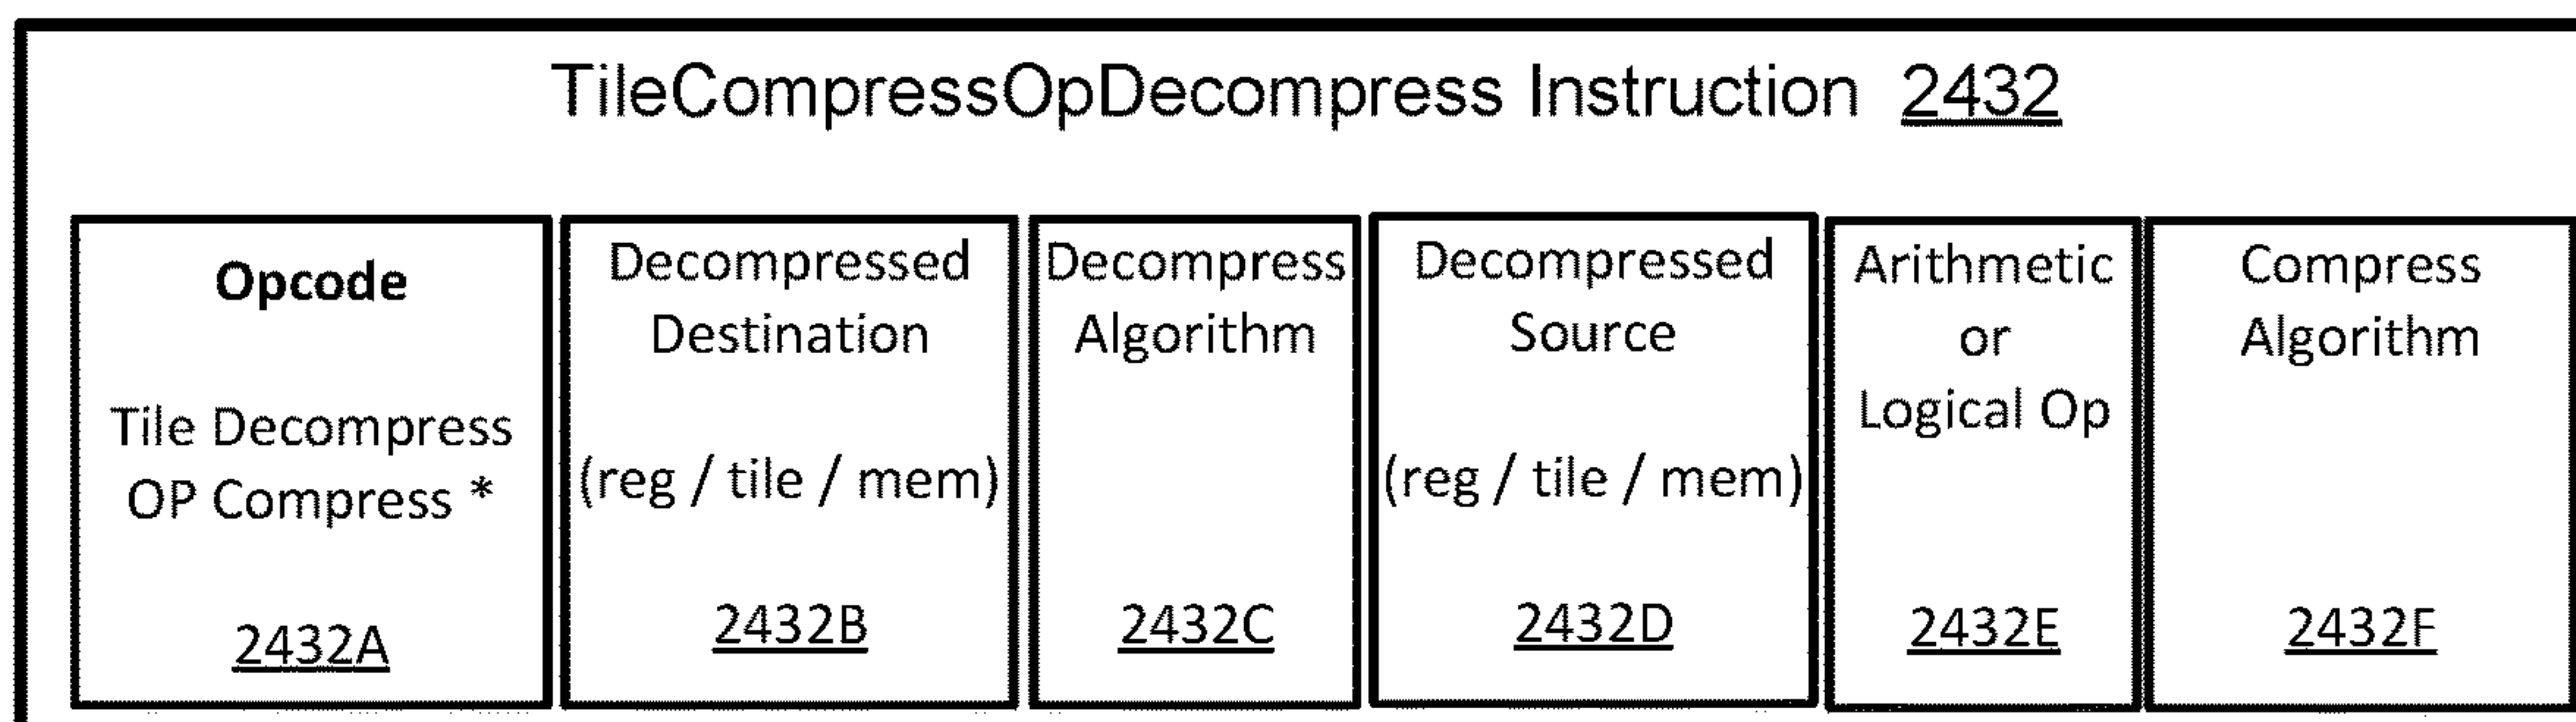 TileCompressOpDecompress Instruction 2432
Opcode
Tile Decompress
OP Compress *
2432A
Decompressed
Destination
(reg / tile / mem)
2432B
Decompress
Algorithm
2432C
Decompressed
Source
(reg / tile / mem)
2432D
Arithmetic
or
Logical Op
2432E
Compress
Algorithm
2432F